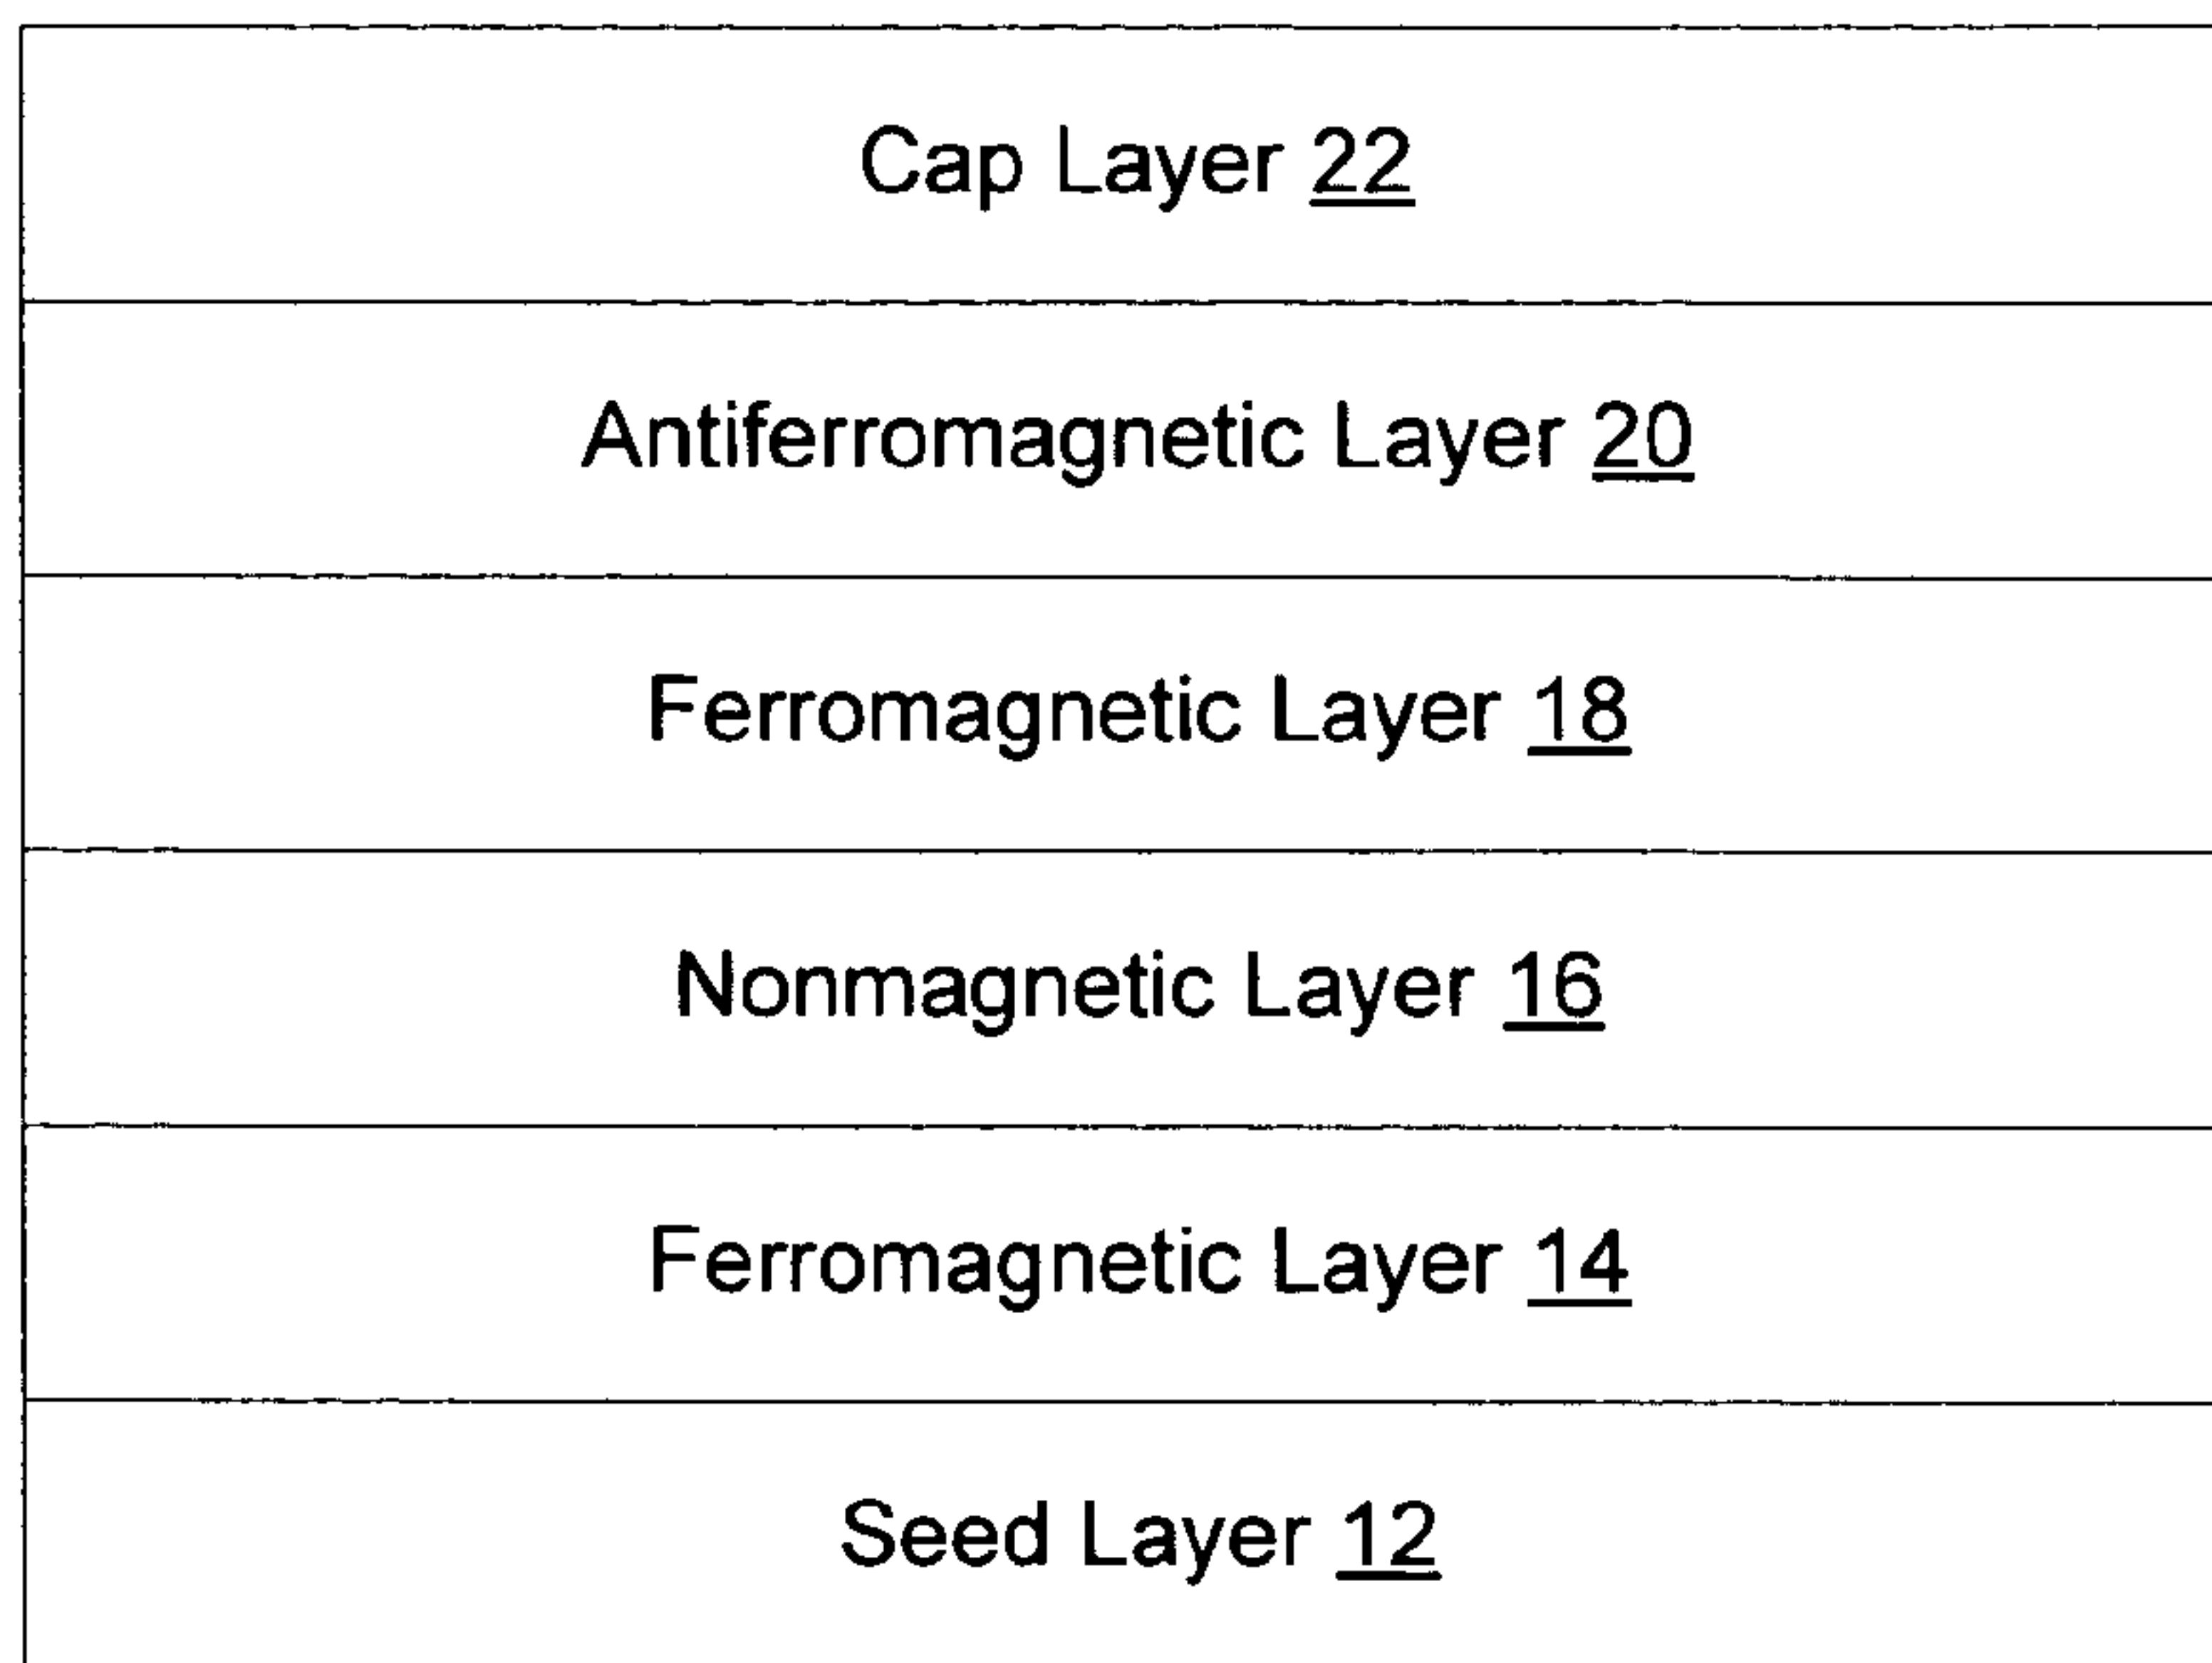 Cap Layer 22
Antiferromagnetic Layer 20
Ferromagnetic Layer 18
Nonmagnetic Layer 16
Ferromagnetic Layer 14
Seed Layer 12